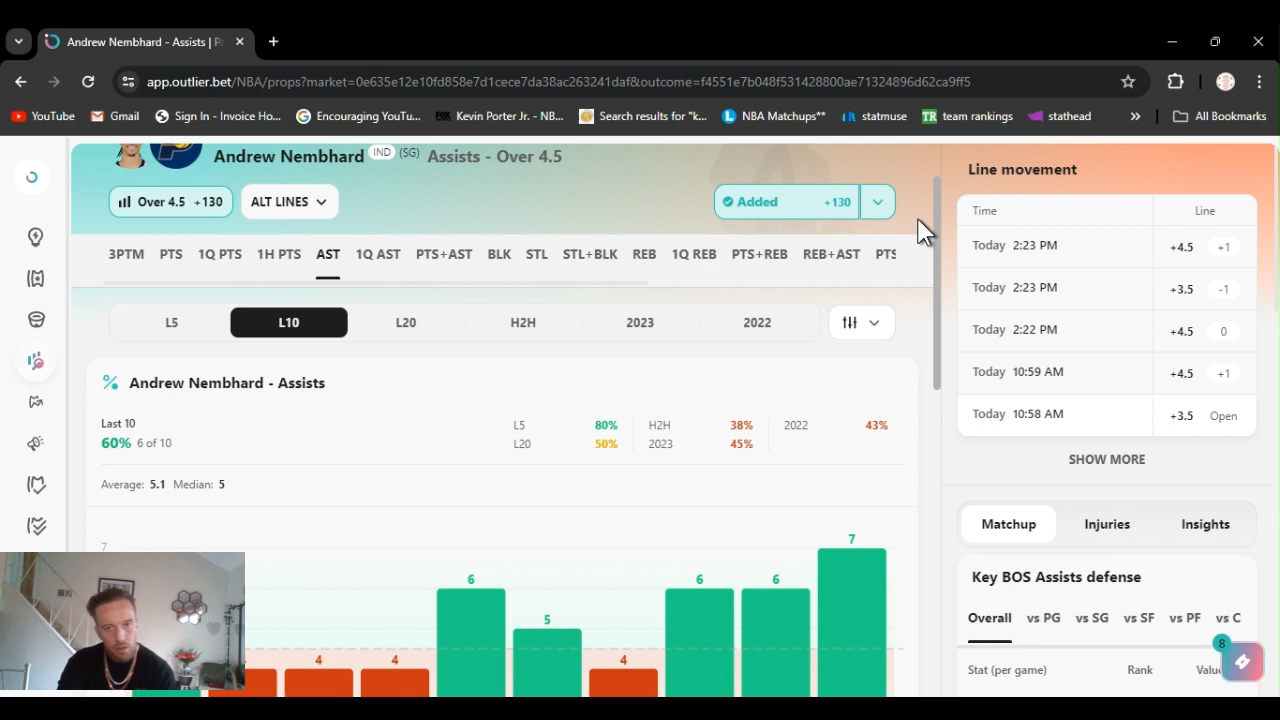 Andrew Nembhard - Assists | P
app.outlier.bet/NBA/props?market=0e635e12e10fd858e7d1cece7da38ac263241daf&outcome=f4551e7b048f531428800ae71324896d62ca9ff5
YouTube Gmail Sign In - Invoice Ho... Encouraging YouTu... Kevin Porter Jr. - NB... Search results for "k... NBA Matchups** statmuse team rankings stathead » All Bookmarks
Andrew Nembhard IND (SG) Assists - Over 4.5
Over 4.5 +130 ALT LINES Added +130
3PTM PTS 1Q PTS 1H PTS AST 1Q AST PTS+AST BLK STL STL+BLK REB 1Q REB PTS+REB REB+AST PTS
L5 L10 L20 H2H 2023 2022
% Andrew Nembhard - Assists
Last 10
60% 6 of 10
L5 80% H2H 38% 2022 43%
L20 50% 2023 45%
Average: 5.1 Median: 5
7
7
6 6 6
5
4 4 4
Line movement
Time Line
Today 2:23 PM +4.5 +1
Today 2:23 PM +3.5 -1
Today 2:22 PM +4.5 0
Today 10:59 AM +4.5 +1
Today 10:58 AM +3.5 Open
SHOW MORE
Matchup Injuries Insights
Key BOS Assists defense
Overall vs PG vs SG vs SF vs PF vs C
8
Stat (per game) Rank Valu